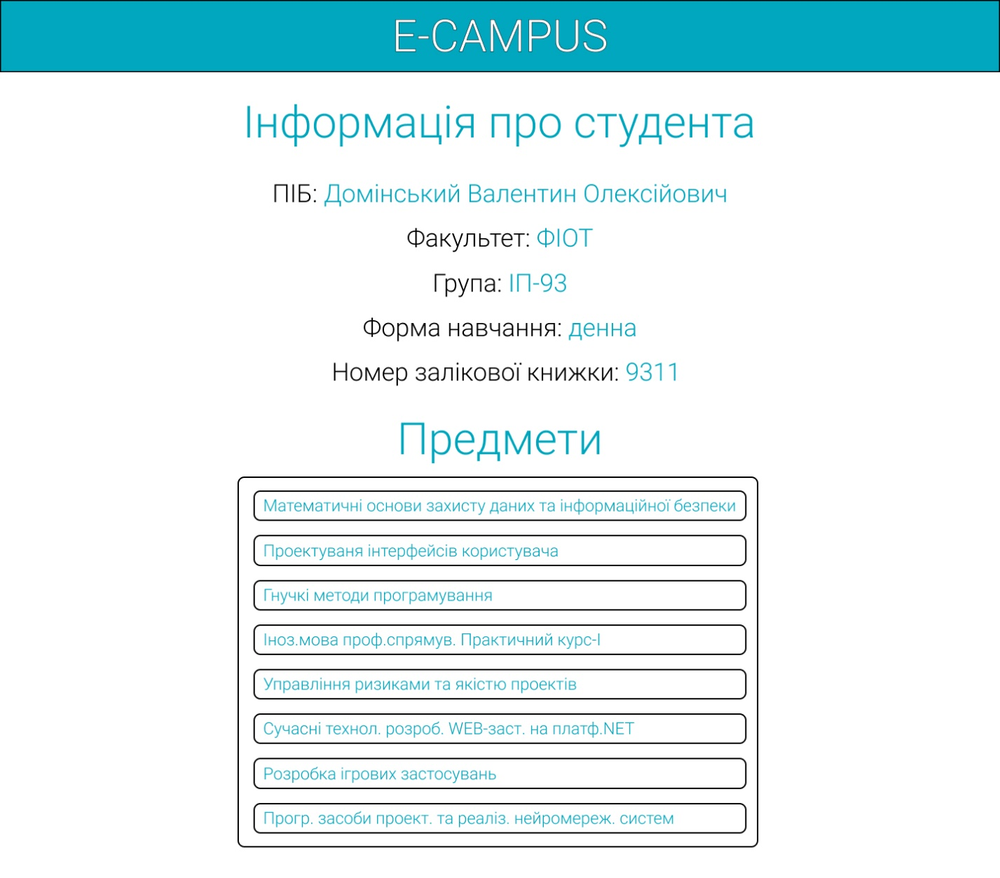 E-CAMPUS
Інформація про студента
ПІБ: Домінський Валентин Олексійович
Факультет: ФІОТ
Група: ІП-93
Форма навчання: денна
Номер залікової книжки: 9311
Предмети
Математичні основи захисту даних та інформаційної безпеки
Проектуваня інтерфейсів користувача
Гнучкі методи програмування
Іноз.мова проф.спрямув. Практичний курс-І
Управління ризиками та якістю проектів
Сучасні технол. розроб. WEB-заст. на платф.NET
Розробка ігрових застосувань
Прогр. засоби проект. та реаліз. нейромереж. систем